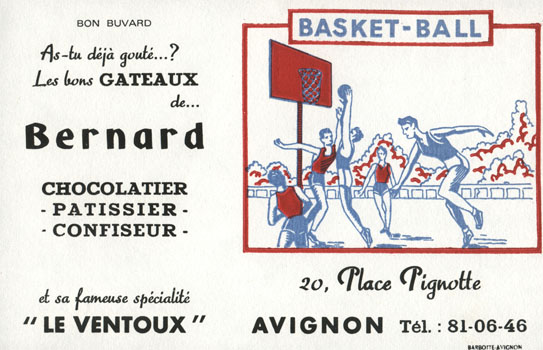 BON BUVARD
As-tu déjà gouté...?
Les bons GATEAUX
de...
Bernard
CHOCOLATIER
- PATISSIER -
- CONFISEUR -
et sa fameuse spécialité
" LE VENTOUX "
BASKET-BALL
20, Place Pignotte
AVIGNON Tél. : 81-06-46
BARBOTTE-AVIGNON